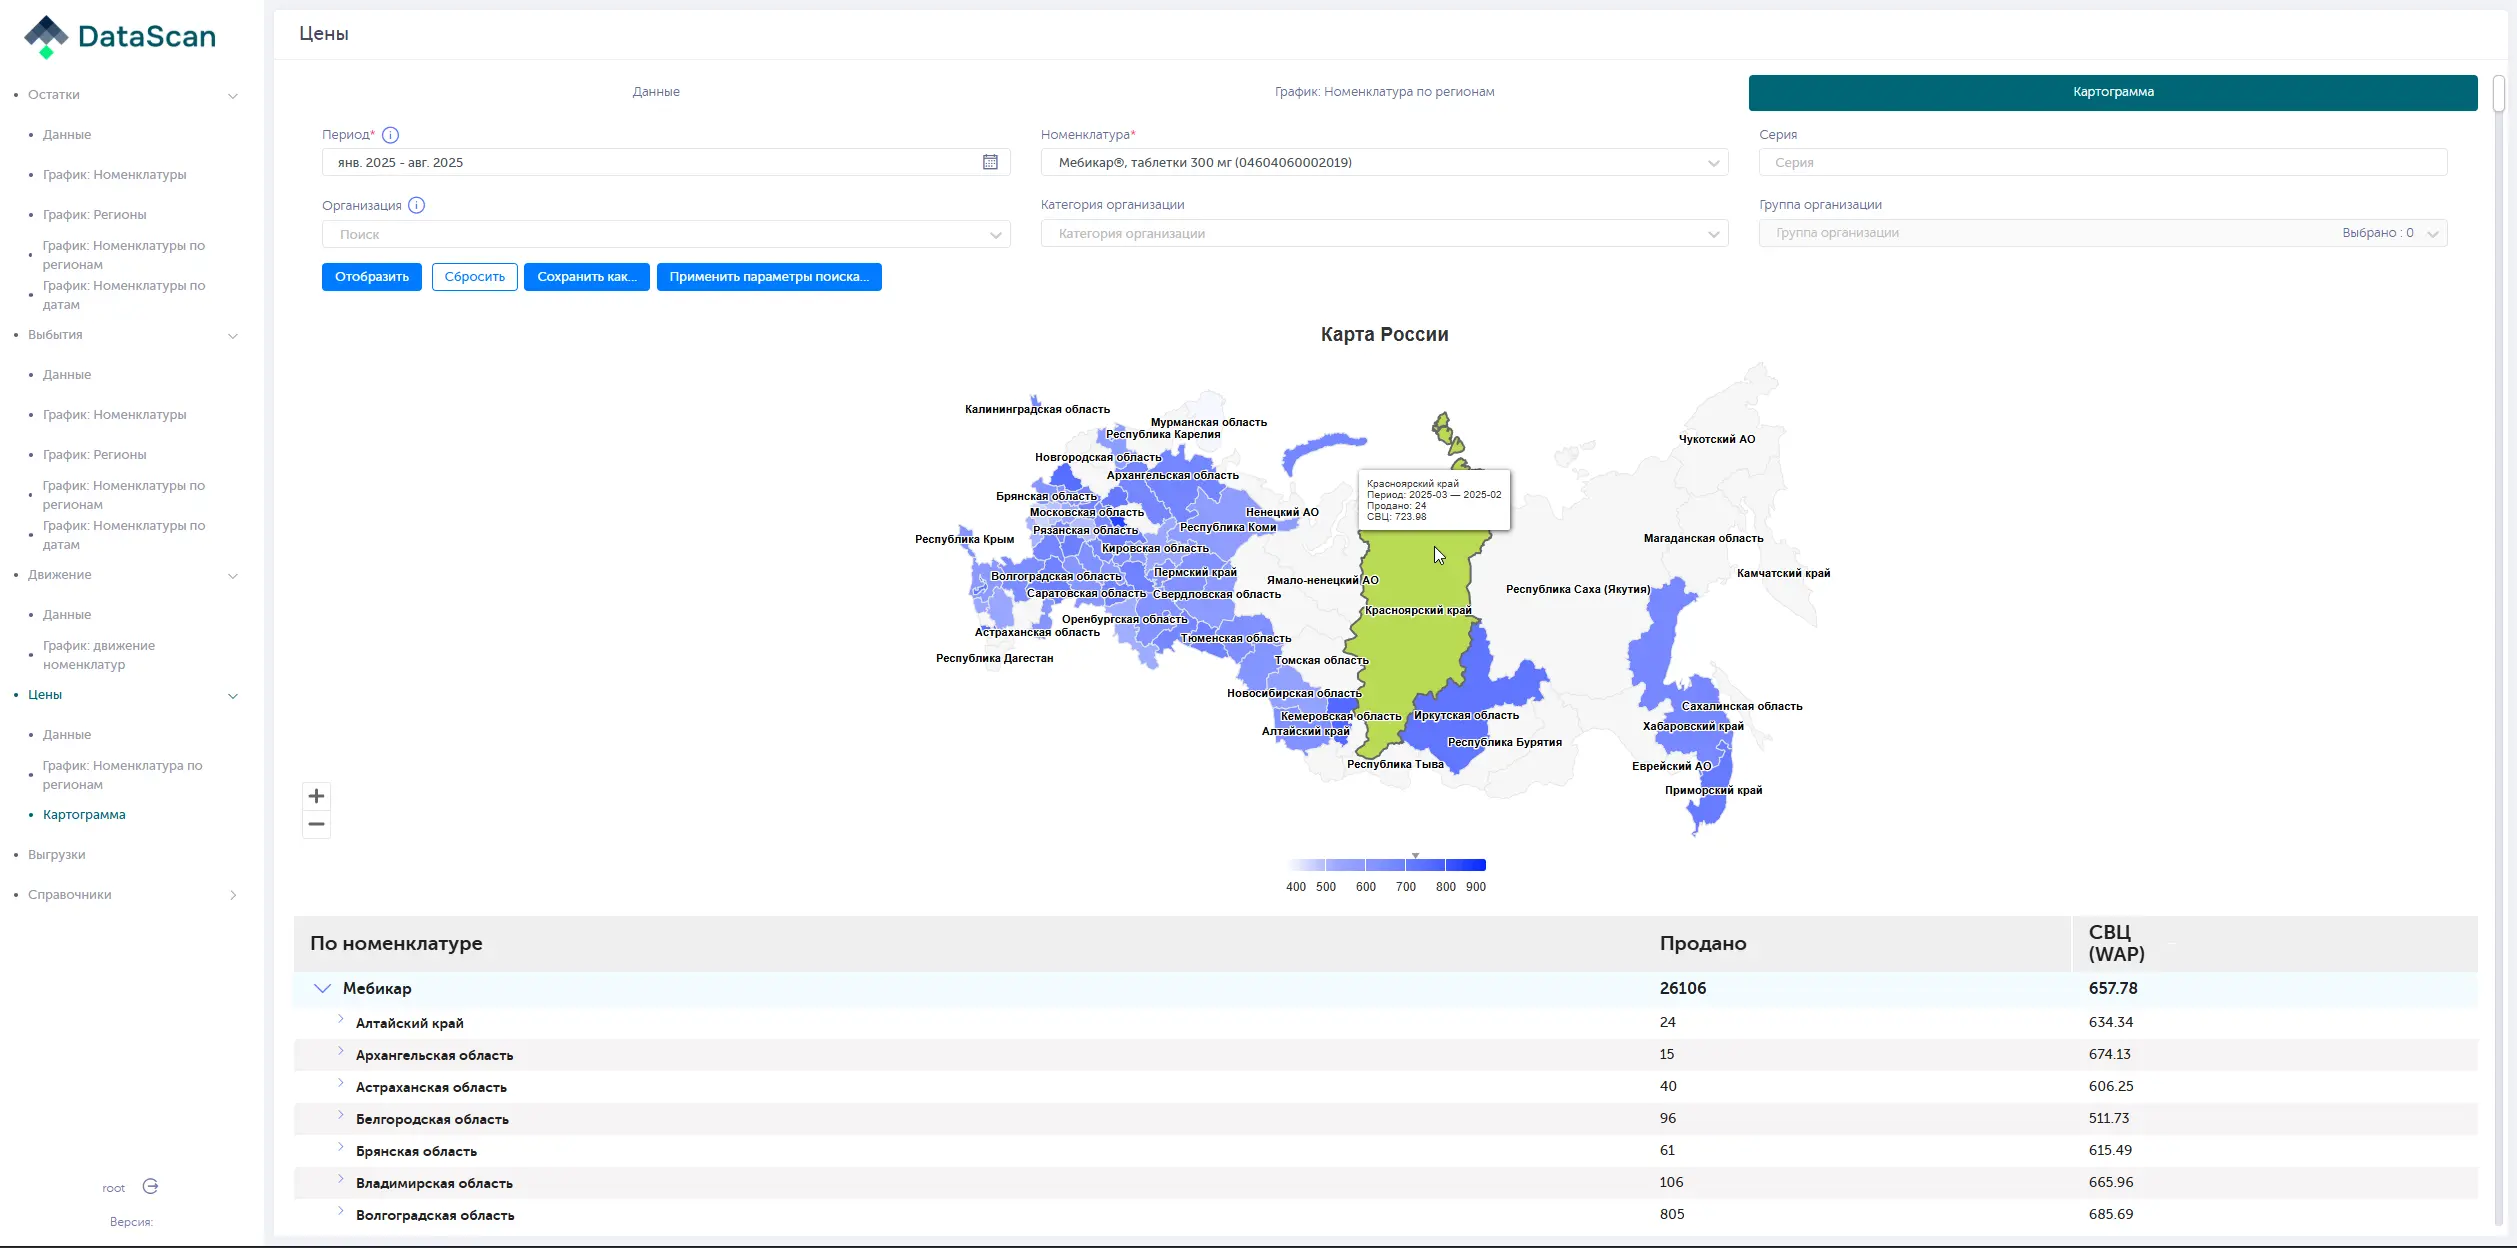 DataScan
Остатки
Данные
График: Номенклатуры
График: Регионы
График: Номенклатуры по
регионам
График: Номенклатуры по
датам
Выбытия
Данные
График: Номенклатуры
График: Регионы
График: Номенклатуры по
регионам
График: Номенклатуры по
датам
Движение
Данные
График: движение
номенклатур
Цены
Данные
График: Номенклатура по
регионам
Картограмма
Выгрузки
Справочники
root
Версия:
Цены
Данные
График: Номенклатура по регионам
Картограмма
Период*
Номенклатура*
Серия
янв. 2025 - авг. 2025
Мебикар®, таблетки 300 мг (04604060002019)
Серия
Организация
Категория организации
Группа организации
Поиск
Категория организации
Группа организации
Выбрано : 0
Отобразить
Сбросить
Сохранить как...
Применить параметры поиска...
Карта России
Калининградская область
Мурманская область
Республика Карелия
Чукотский АО
Новгородская область
Архангельская область
Брянская область
Московская область
Ненецкий АО
Республика Коми
Рязанская область
Республика Крым
Кировская область
Магаданская область
Красноярский край
Период: 2025-03 — 2025-02
Продано: 24
СВЦ: 723.98
Пермский край
Камчатский край
Волгоградская область
Ямало-ненецкий АО
Республика Саха (Якутия)
Саратовская область
Свердловская область
Красноярский край
Оренбургская область
Астраханская область
Тюменская область
Республика Дагестан
Томская область
Новосибирская область
Сахалинская область
Кемеровская область
Иркутская область
Хабаровский край
Алтайский край
Республика Бурятия
Республика Тыва
Еврейский АО
Приморский край
+
−
400 500 600 700 800 900
По номенклатуре
Продано
СВЦ
(WAP)
Мебикар 26106 657.78
Алтайский край 24 634.34
Архангельская область 15 674.13
Астраханская область 40 606.25
Белгородская область 96 511.73
Брянская область 61 615.49
Владимирская область 106 665.96
Волгоградская область 805 685.69